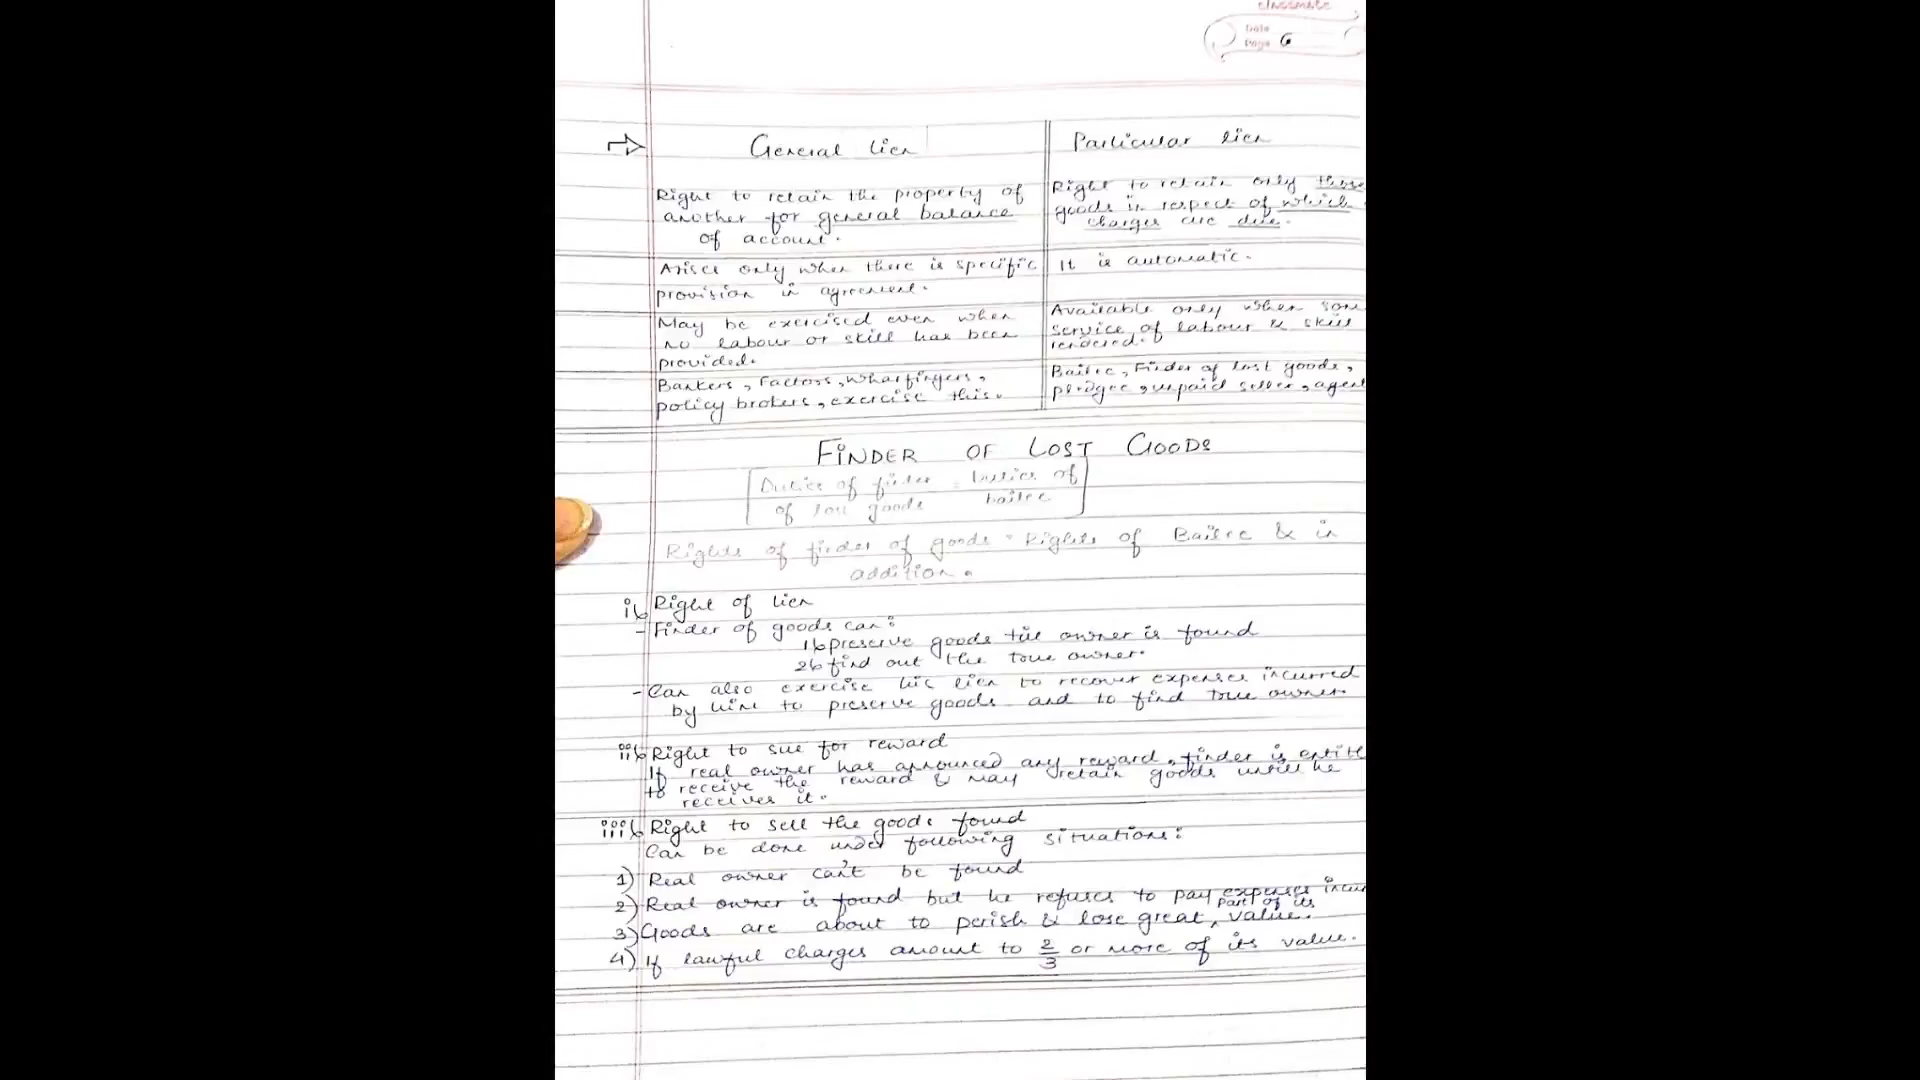 classmate
Date
Page 6
General lien
Particular lien
Right to retain the property of
another for general balance
of account.
Right to retain only those
goods in respect of which
charges are due.
Arises only when there is specific
provision in agreement.
It is automatic.
May be exercised even when
no labour or skill has been
provided.
Available only when
service of labour & skill
rendered.
Bankers, Factors, wharfingers,
policy brokers, exercise this.
Bailee, Finder of lost goods,
pledgee, unpaid seller, agent
FINDER OF LOST GOODS
Duties of finder = Duties of
of lost goods bailee
Rights of finder of goods = Rights of Bailee & in
addition.
i) Right of lien
- Finder of goods can:
1) preserve goods till owner is found
2) find out the true owner.
- Can also exercise his lien to recover expenses incurred
by him to preserve goods and to find true owner.
ii) Right to sue for reward
If real owner has announced any reward, finder is
to receive the reward & may retain goods untill he
receives it.
iii) Right to sell the goods found
Can be done under following situations:
1) Real owner can't be found
2) Real owner is found but he refuses to pay expenses
3) Goods are about to perish & lose great part of its value.
4) If lawful charges amount to 2/3 or more of its value.